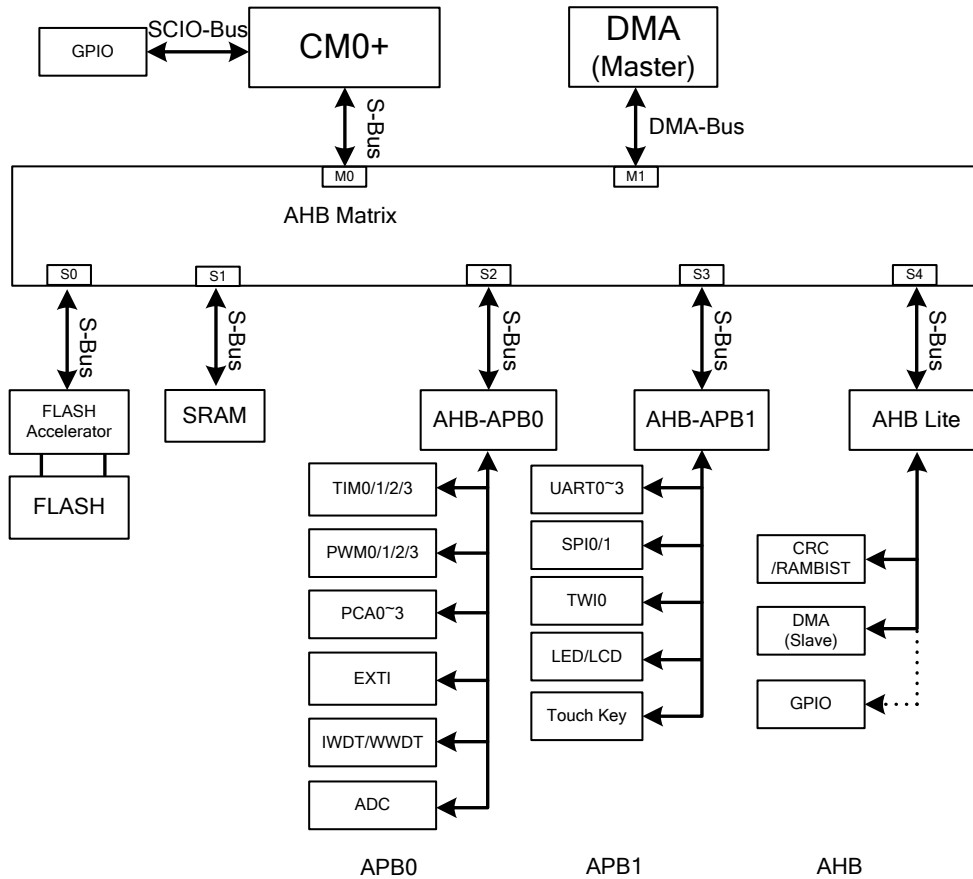 GPIO
SCIO-Bus
CM0+
DMA
(Master)
S-Bus
DMA-Bus
M0
M1
AHB Matrix
S0
S1
S2
S3
S4
S-Bus
S-Bus
S-Bus
S-Bus
S-Bus
FLASH
Accelerator
FLASH
SRAM
AHB-APB0
AHB-APB1
AHB Lite
TIM0/1/2/3
PWM0/1/2/3
PCA0~3
EXTI
IWDT/WWDT
ADC
UART0~3
SPI0/1
TWI0
LED/LCD
Touch Key
CRC
/RAMBIST
DMA
(Slave)
GPIO
APB0
APB1
AHB